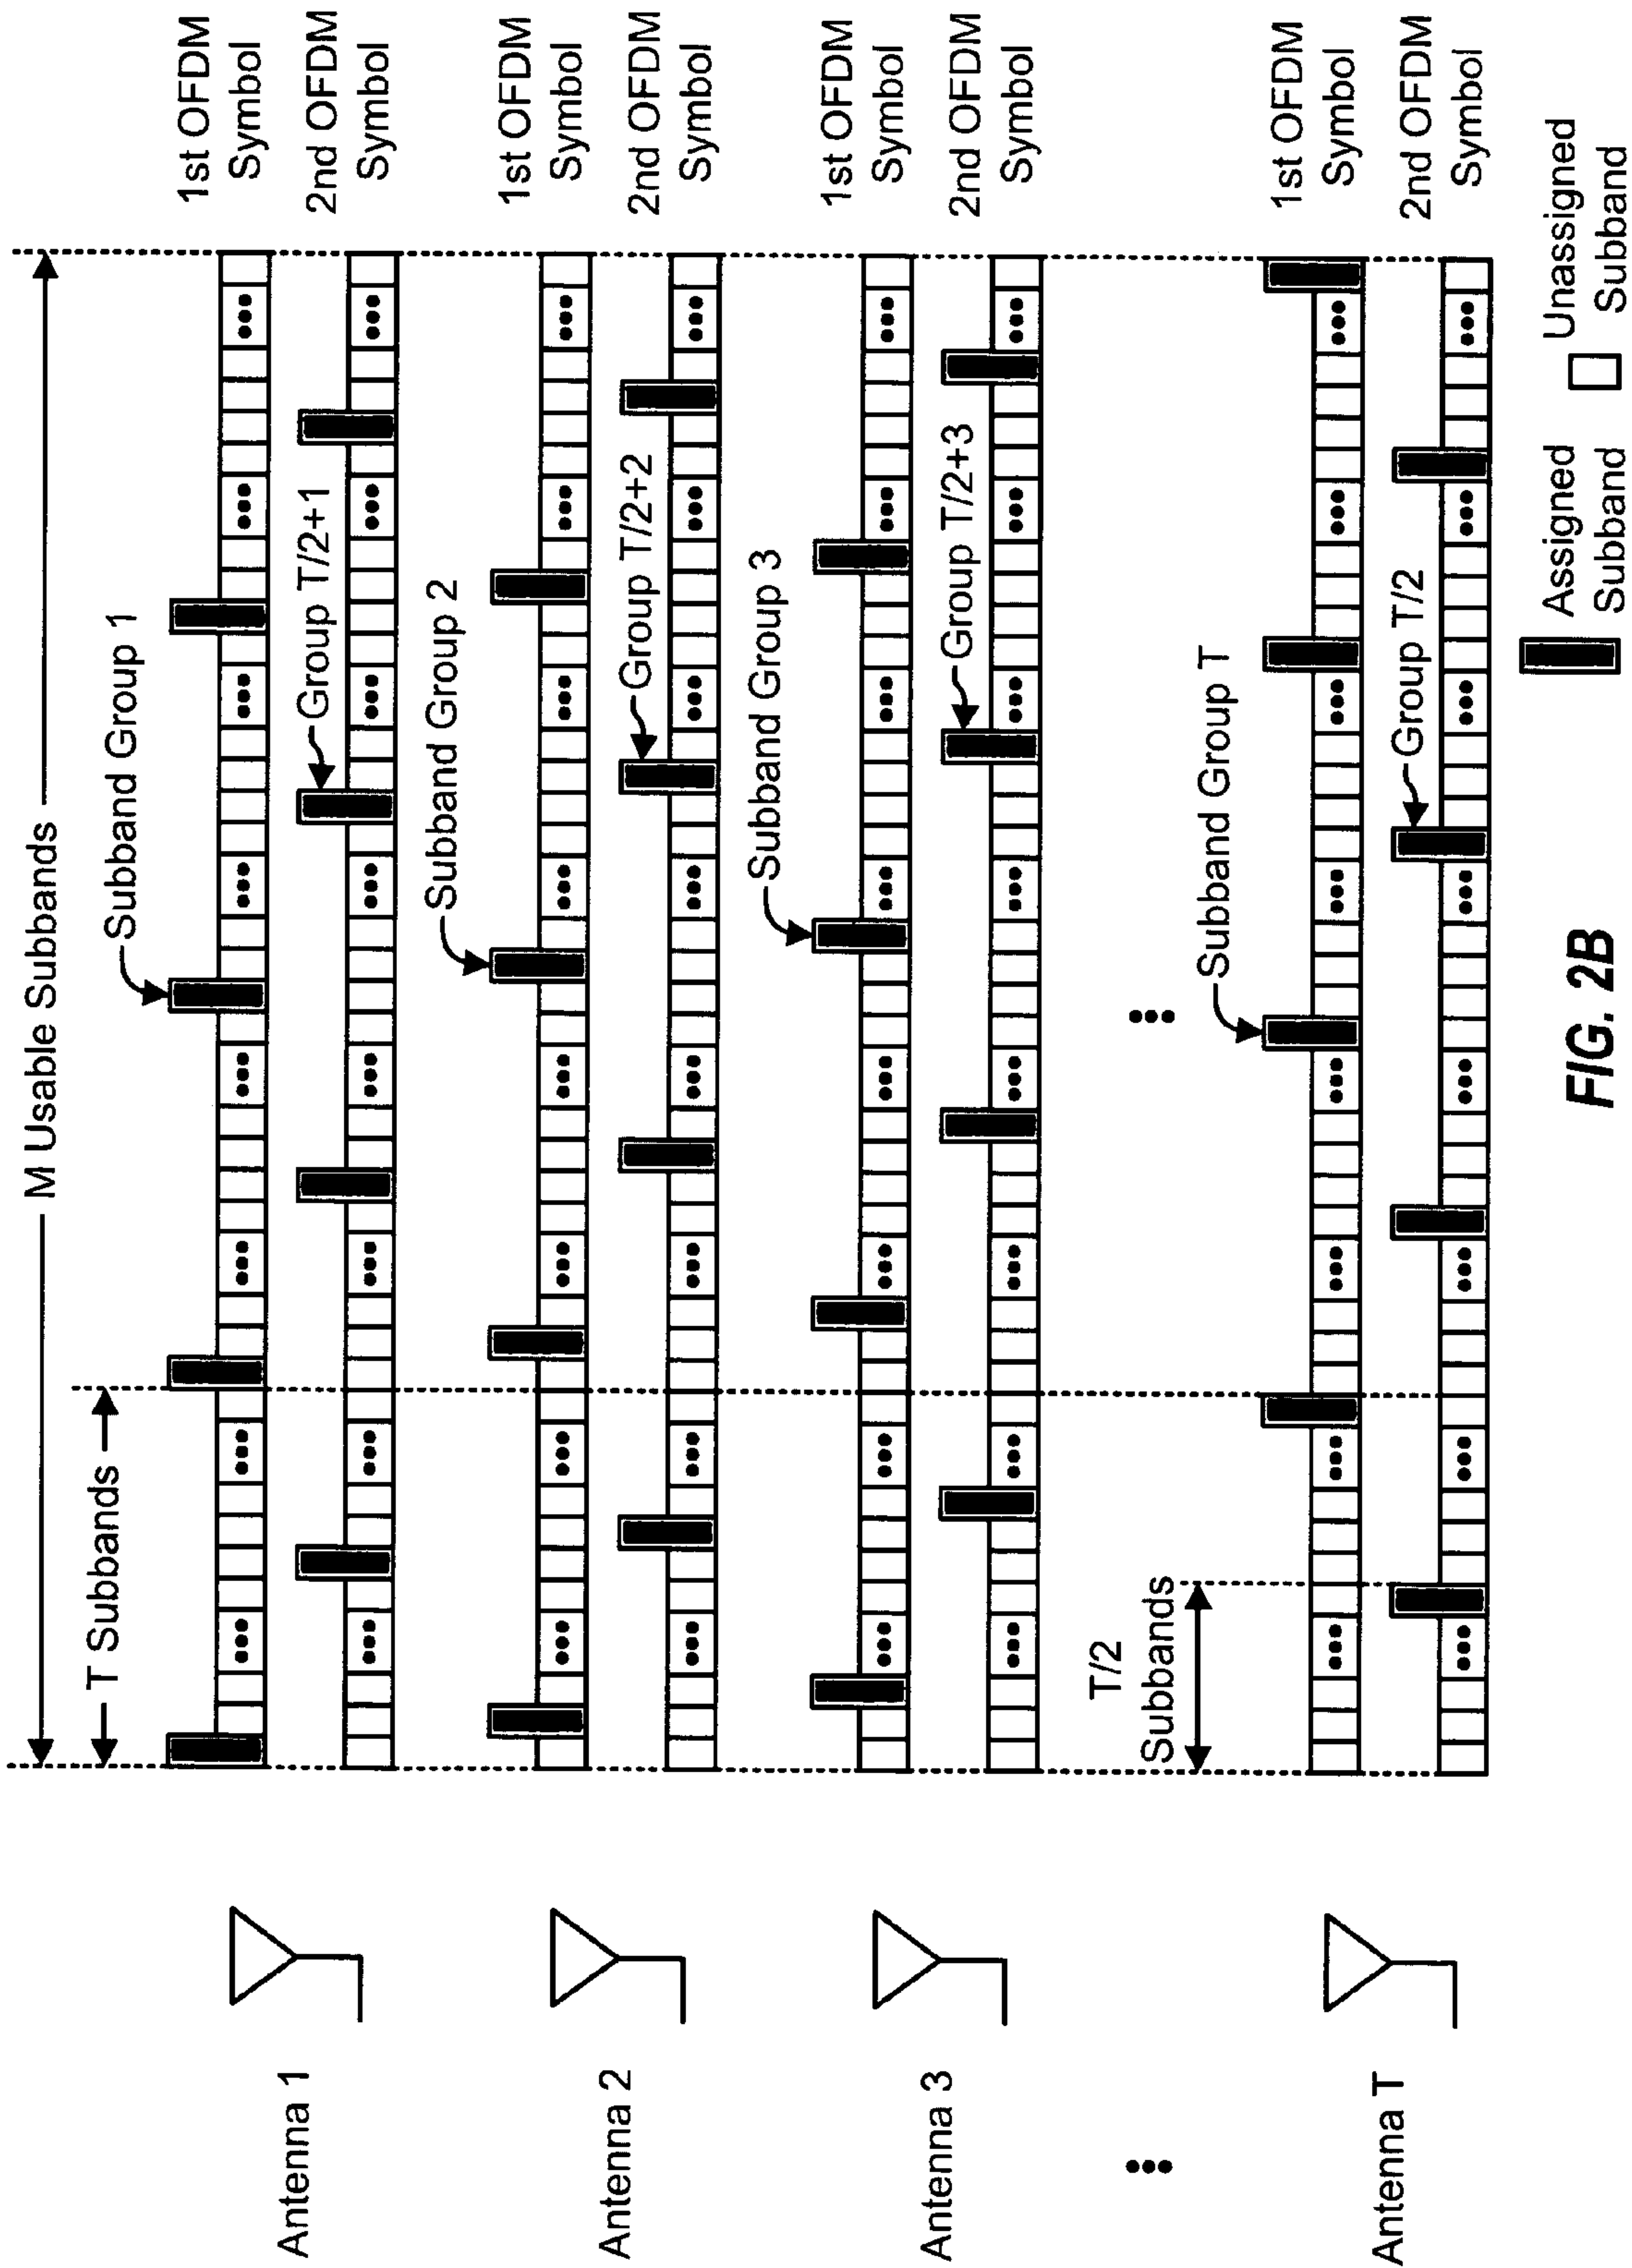 M Usable Subbands
T Subbands
Subband Group 1
1st OFDM
Symbol
Group T/2+1
2nd OFDM
Symbol
Antenna 1
Subband Group 2
1st OFDM
Symbol
Group T/2+2
2nd OFDM
Symbol
Antenna 2
Subband Group 3
1st OFDM
Symbol
Group T/2+3
2nd OFDM
Symbol
Antenna 3
T/2
Subbands
Subband Group T
1st OFDM
Symbol
Group T/2
2nd OFDM
Symbol
Antenna T
Assigned
Subband
Unassigned
Subband
FIG. 2B